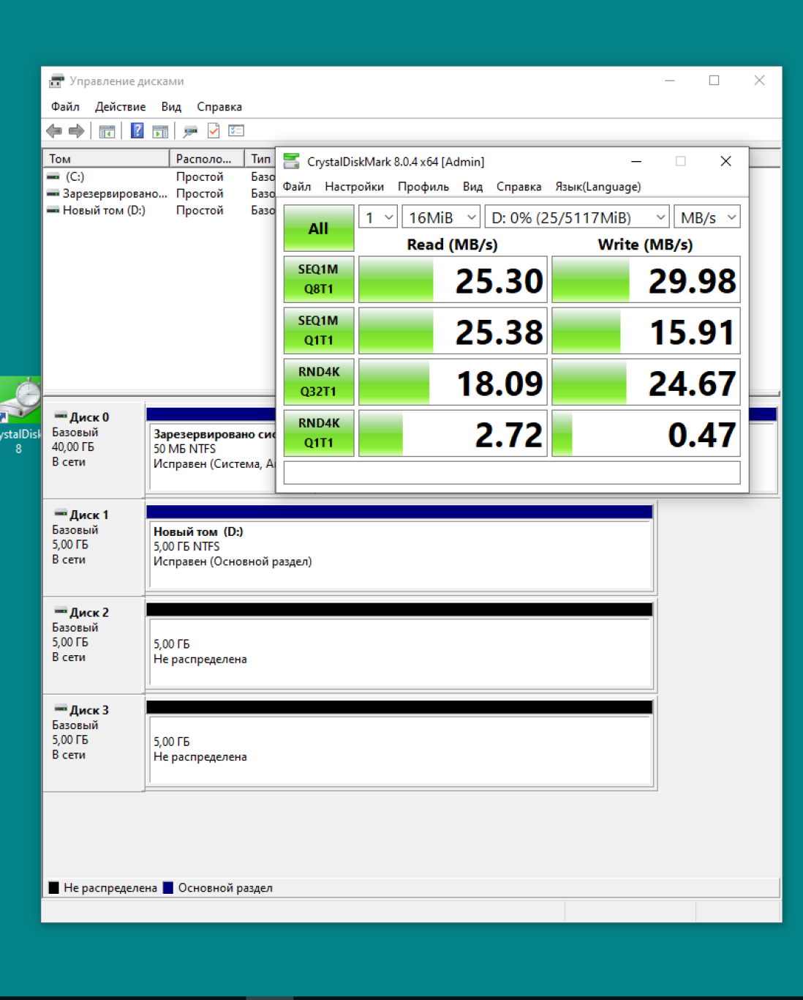 Управление дисками
Файл Действие Вид Справка
Том Располо... Тип
(C:) Простой Базо
Зарезервировано... Простой Базо
Новый том (D:) Простой Базо
CrystalDiskMark 8.0.4 x64 [Admin]
Файл Настройки Профиль Вид Справка Язык(Language)
All 1 16MiB D: 0% (25/5117MiB) MB/s
Read (MB/s) Write (MB/s)
SEQ1M
Q8T1 25.30 29.98
SEQ1M
Q1T1 25.38 15.91
RND4K
Q32T1 18.09 24.67
RND4K
Q1T1 2.72 0.47
ystalDisk
8
Диск 0
Базовый
40,00 ГБ
В сети
Зарезервировано сис
50 МБ NTFS
Исправен (Система, А
Диск 1
Базовый
5,00 ГБ
В сети
Новый том (D:)
5,00 ГБ NTFS
Исправен (Основной раздел)
Диск 2
Базовый
5,00 ГБ
В сети
5,00 ГБ
Не распределена
Диск 3
Базовый
5,00 ГБ
В сети
5,00 ГБ
Не распределена
Не распределена Основной раздел